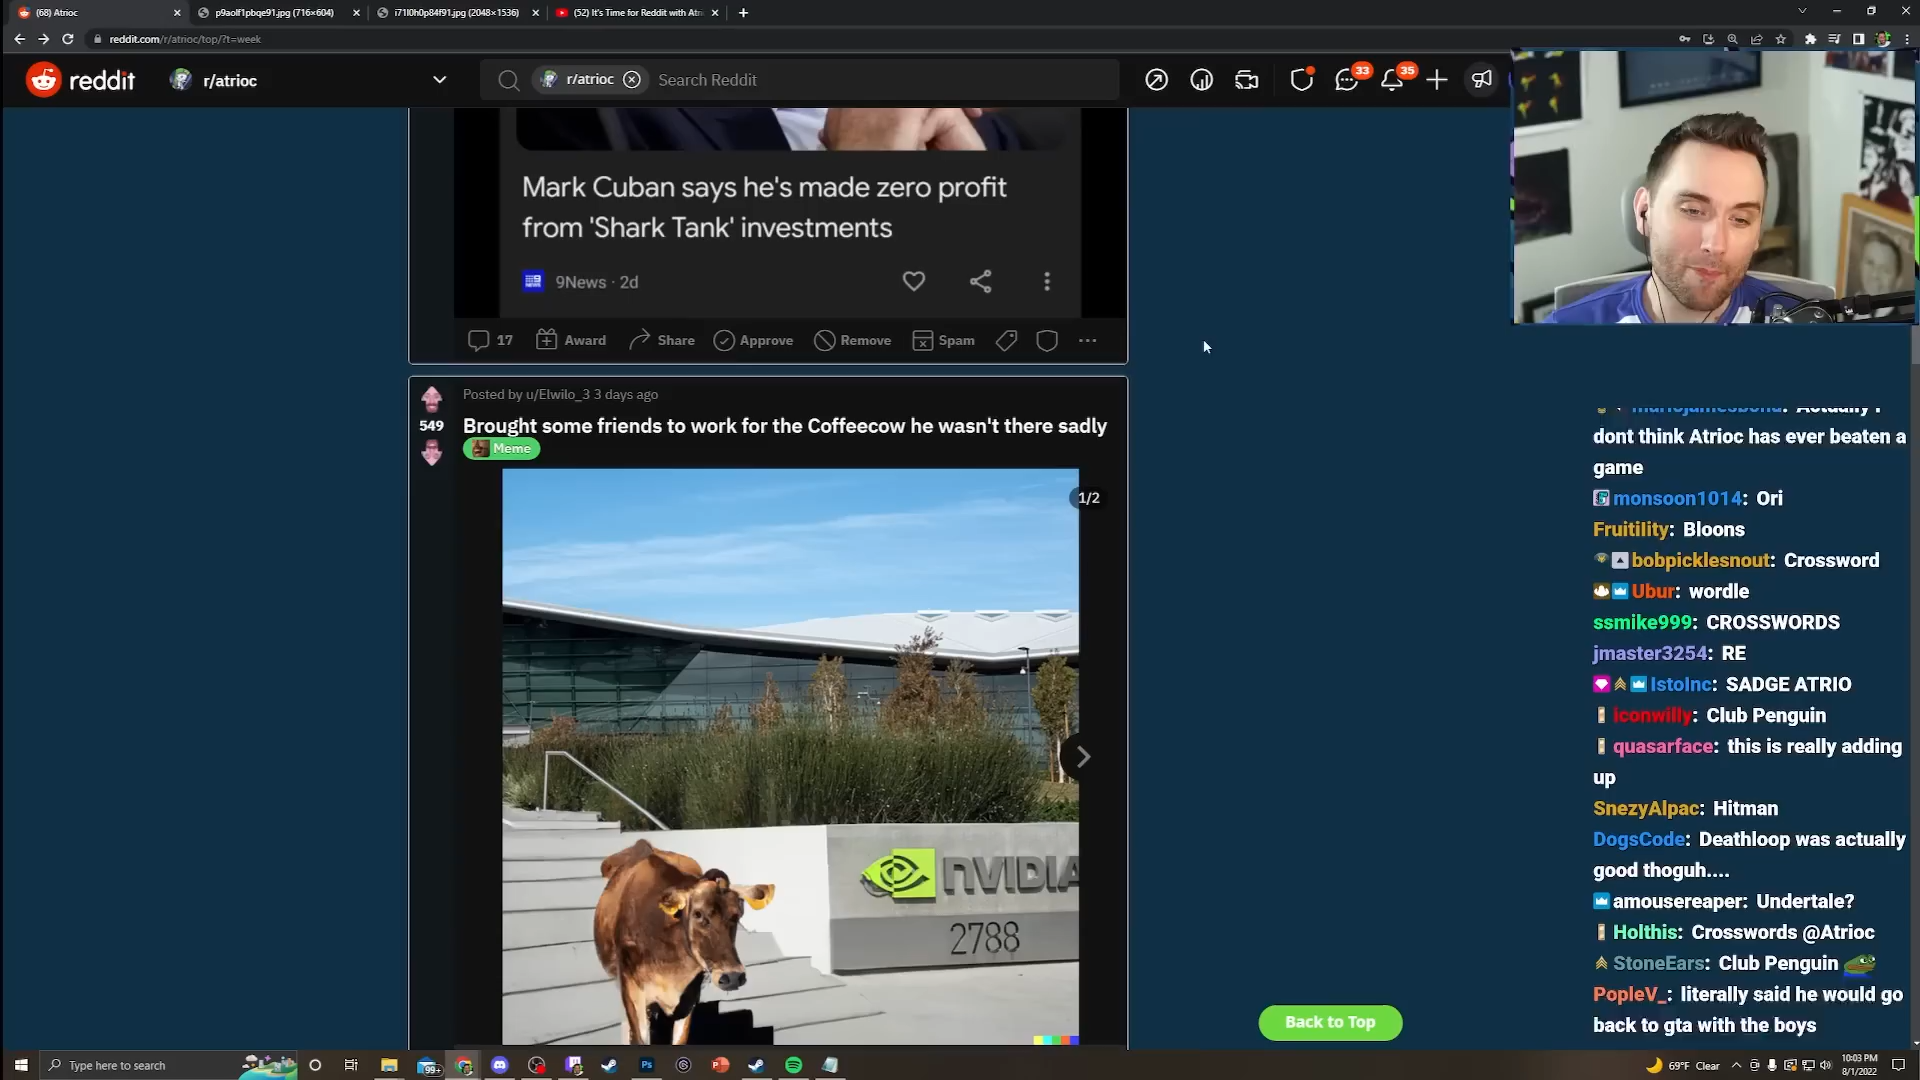 (68) Atrioc
p9aolf1pbqe91.jpg (716×604)
i71l0h0p84f91.jpg (2048×1536)
(52) It's Time for Reddit with Atri
reddit.com/r/atrioc/top/?t=week
reddit
r/atrioc
r/atrioc
Search Reddit
33
35
Mark Cuban says he's made zero profit
from 'Shark Tank' investments
9News · 2d
17
Award
Share
Approve
Remove
Spam
Posted by u/Elwilo_3 3 days ago
549
Brought some friends to work for the Coffeecow he wasn't there sadly
Meme
1/2
NVIDIA
2788
Back to Top
mariojamesbond: Actually I
dont think Atrioc has ever beaten a
game
monsoon1014: Ori
Fruitility: Bloons
bobpicklesnout: Crossword
Ubur: wordle
ssmike999: CROSSWORDS
jmaster3254: RE
IstoInc: SADGE ATRIO
iconwilly: Club Penguin
quasarface: this is really adding
up
SnezyAlpac: Hitman
DogsCode: Deathloop was actually
good thoguh....
amousereaper: Undertale?
Holthis: Crosswords @Atrioc
StoneEars: Club Penguin
PopleV_: literally said he would go
back to gta with the boys
Type here to search
99+
69°F Clear
10:03 PM
8/1/2022